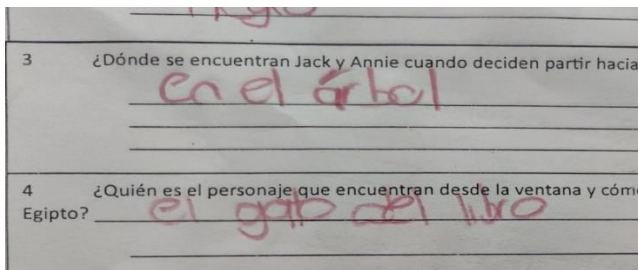 3 ¿Dónde se encuentran Jack y Annie cuando deciden partir hacia
en el árbol
4 ¿Quién es el personaje que encuentran desde la ventana y cóm
Egipto?
el gato del libro